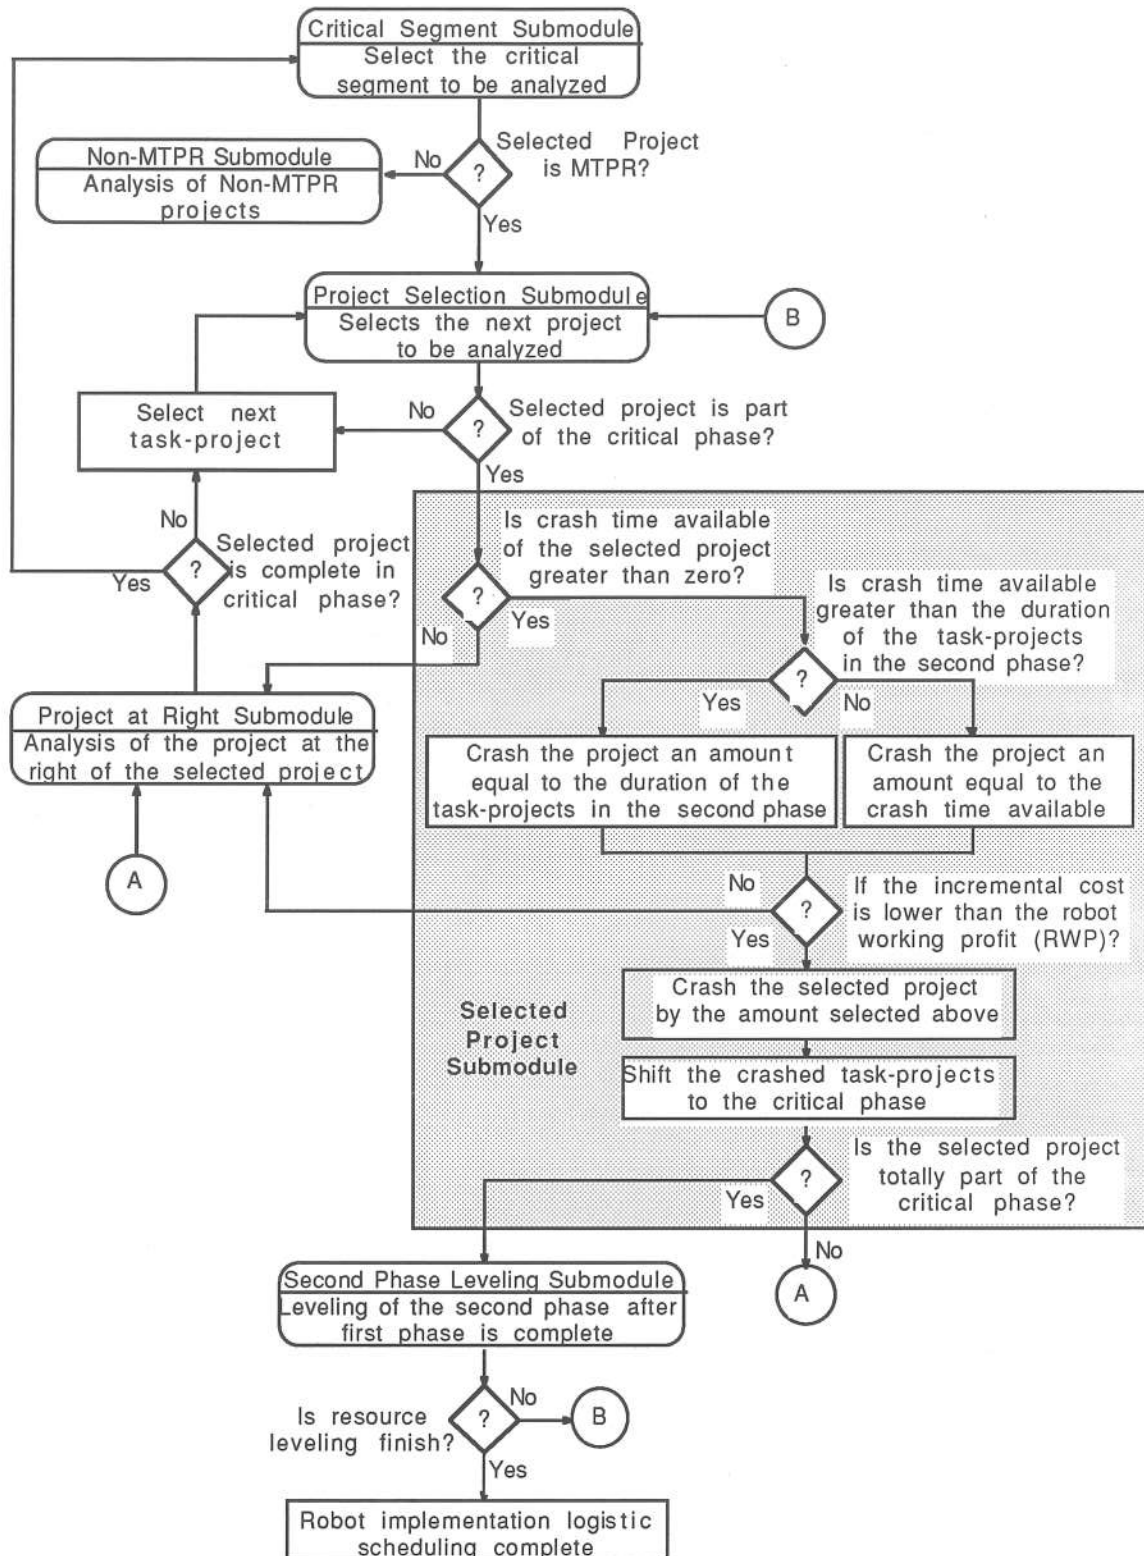 Critical Segment Submodule
Select the critical
segment to be analyzed
Selected Project
is MTPR?
No
?
Yes
Non-MTPR Submodule
Analysis of Non-MTPR
projects
Project Selection Submodule
Selects the next project
to be analyzed
B
Select next
task-project
No
?
Selected project is part
of the critical phase?
Yes
No
Selected project
is complete in
critical phase?
Yes
?
Is crash time available
of the selected project
greater than zero?
?
No
Yes
Is crash time available
greater than the duration
of the task-projects
in the second phase?
?
Yes
No
Project at Right Submodule
Analysis of the project at the
right of the selected project
A
Crash the project an amount
equal to the duration of the
task-projects in the second phase
Crash the project an
amount equal to the
crash time available
No
?
Yes
If the incremental cost
is lower than the robot
working profit (RWP)?
Selected
Project
Submodule
Crash the selected project
by the amount selected above
Shift the crashed task-projects
to the critical phase
Is the selected project
totally part of the
critical phase?
?
Yes
No
A
Second Phase Leveling Submodule
Leveling of the second phase after
first phase is complete
Is resource
leveling finish?
?
No
B
Yes
Robot implementation logistic
scheduling complete